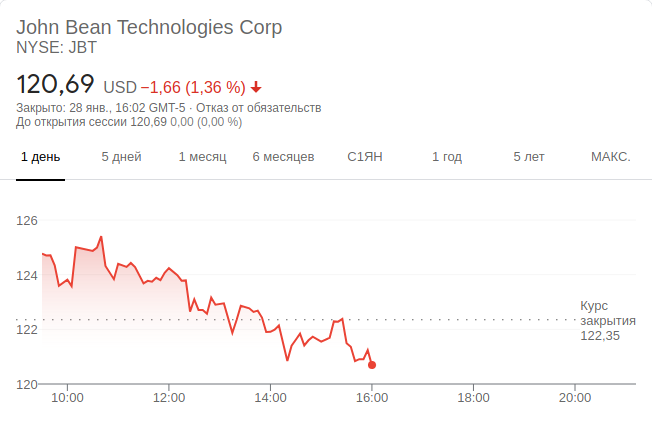 John Bean Technologies Corp
NYSE: JBT
120,69 USD −1,66 (1,36 %)
Закрыто: 28 янв., 16:02 GMT-5 · Отказ от обязательств
До открытия сессии 120,69 0,00 (0,00 %)
1 день 5 дней 1 месяц 6 месяцев С1ЯН 1 год 5 лет МАКС.
126
124
122
120
Курс
закрытия
122,35
10:00 12:00 14:00 16:00 18:00 20:00